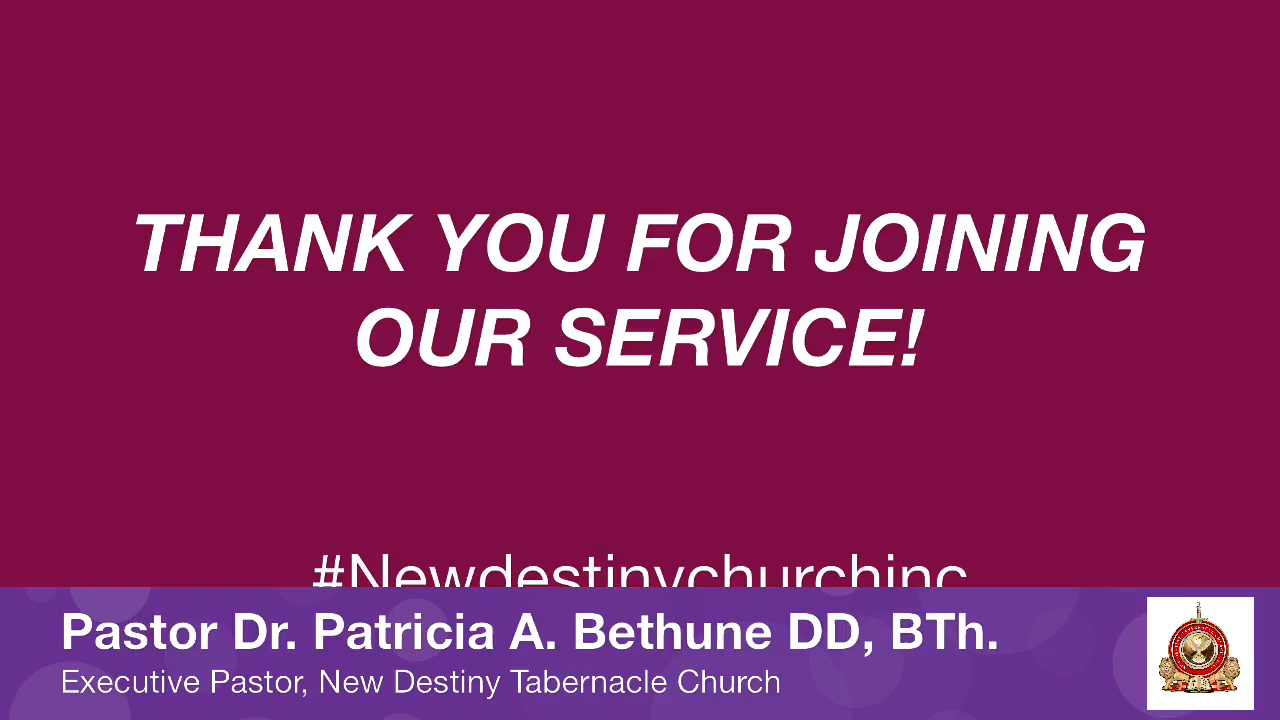 THANK YOU FOR JOINING
OUR SERVICE!
#Newdestinychurchinc
Pastor Dr. Patricia A. Bethune DD, BTh.
Executive Pastor, New Destiny Tabernacle Church